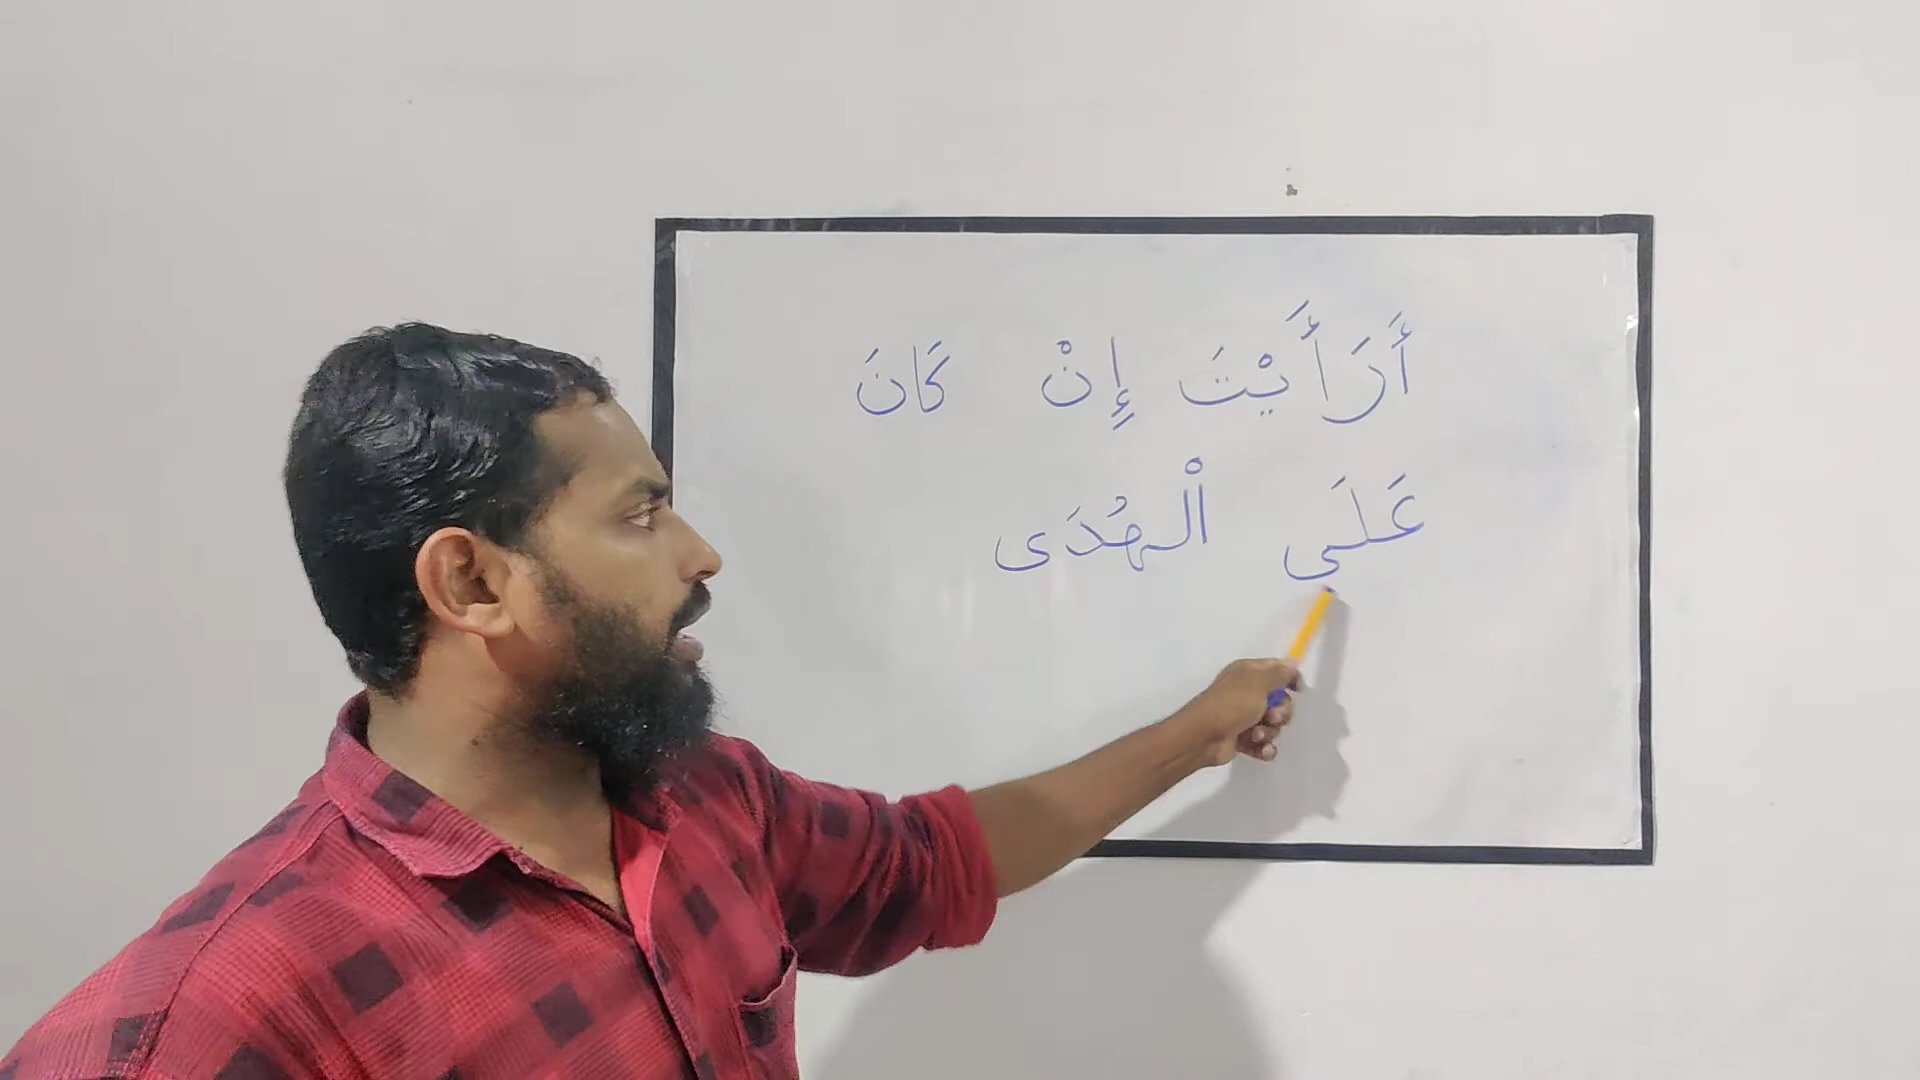 أَرَأَيْتَ إِنْ كَانَ
عَلَى الْهُدَى